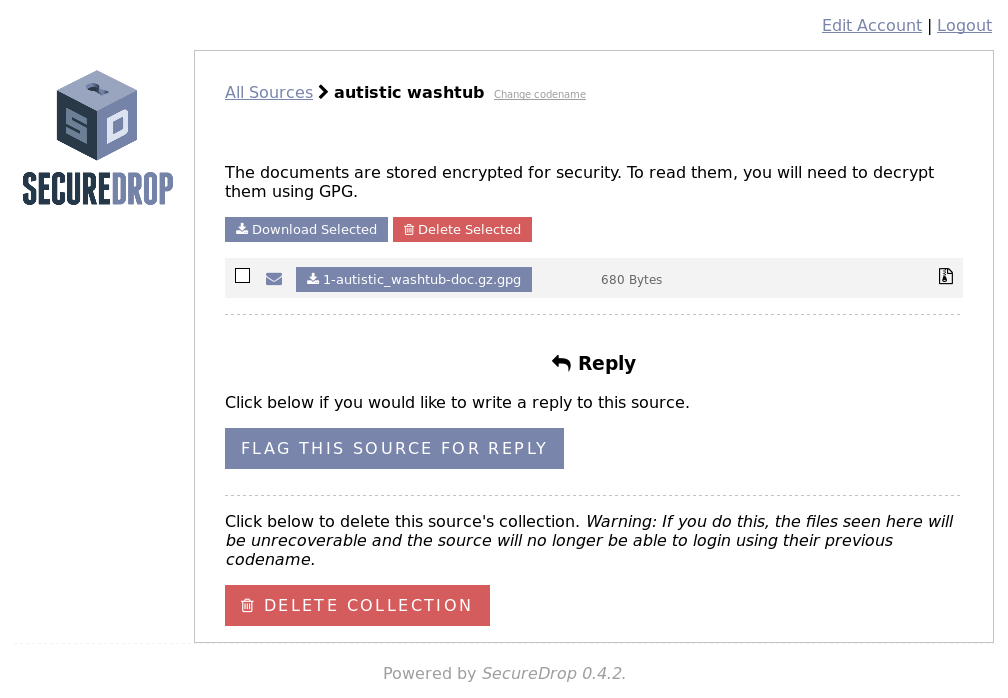 Edit Account | Logout
SD
SECUREDROP
All Sources autistic washtub Change codename
The documents are stored encrypted for security. To read them, you will need to decrypt
them using GPG.
Download Selected Delete Selected
1-autistic_washtub-doc.gz.gpg 680 Bytes
Reply
Click below if you would like to write a reply to this source.
FLAG THIS SOURCE FOR REPLY
Click below to delete this source's collection. Warning: If you do this, the files seen here will
be unrecoverable and the source will no longer be able to login using their previous
codename.
DELETE COLLECTION
Powered by SecureDrop 0.4.2.